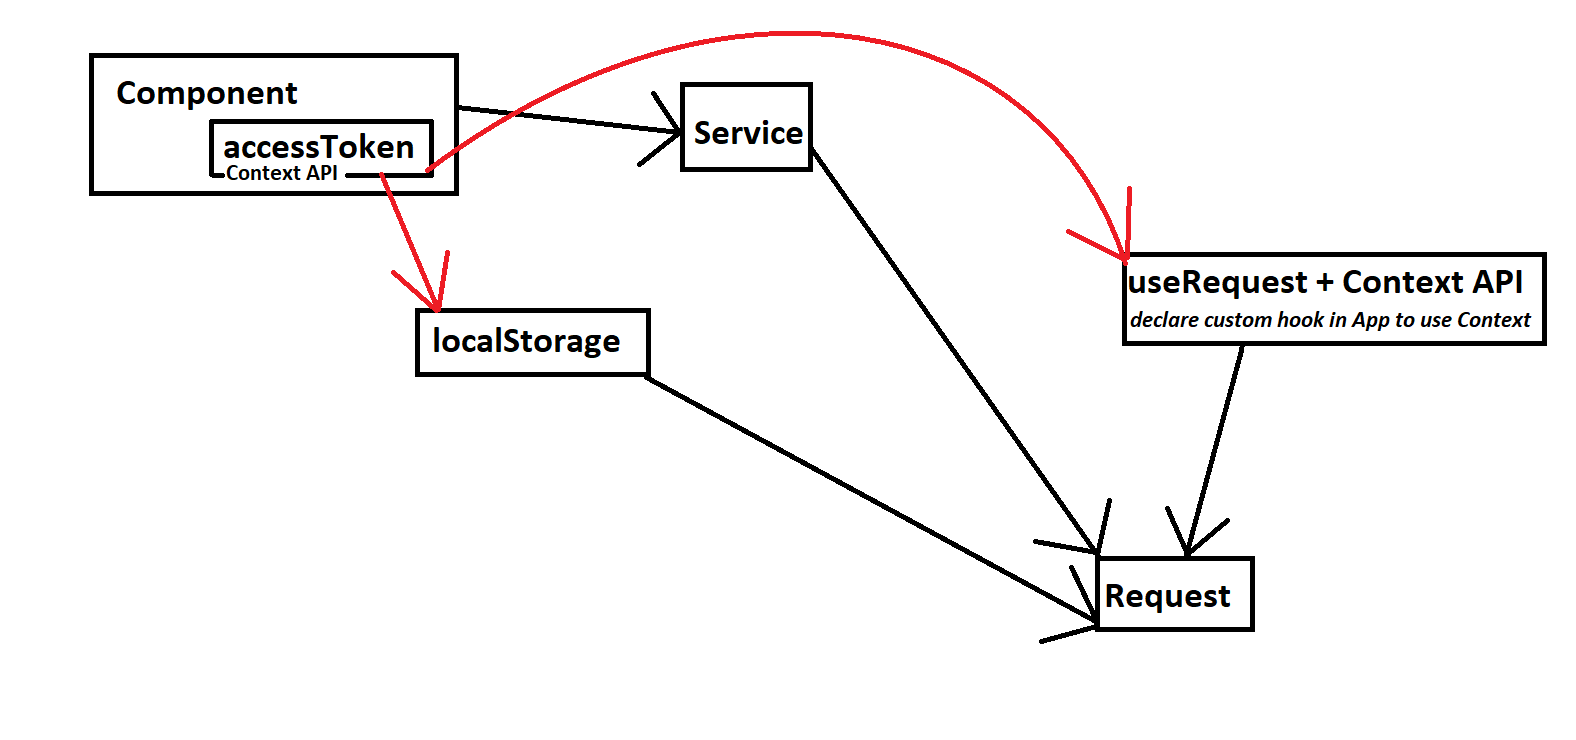 Component
accessToken
Context API
Service
useRequest + Context API
declare custom hook in App to use Context
localStorage
Request